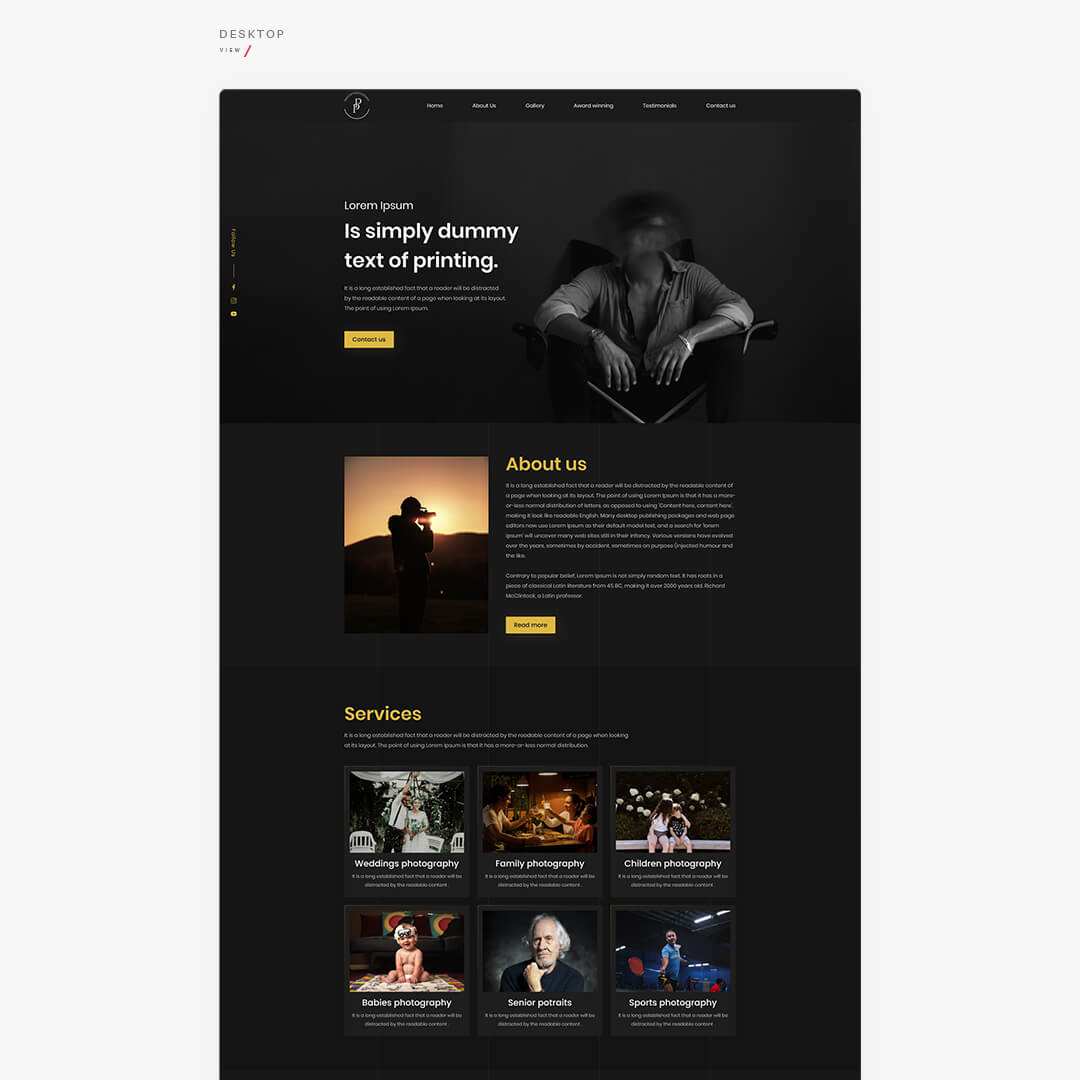 DESKTOP
VIEW
Home About Us Gallery Award winning Testimonials Contact us
Lorem Ipsum
Is simply dummy
text of printing.
It is a long established fact that a reader will be distracted
by the readable content of a page when looking at its layout.
The point of using Lorem Ipsum.
Contact us
Follow Us
About us
It is a long established fact that a reader will be distracted by the readable content of
a page when looking at its layout. The point of using Lorem Ipsum is that it has a more-
or-less normal distribution of letters, as opposed to using 'Content here, content here',
making it look like readable English. Many desktop publishing packages and web page
editors now use Lorem Ipsum as their default model text, and a search for 'lorem
ipsum' will uncover many web sites still in their infancy. Various versions have evolved
over the years, sometimes by accident, sometimes on purpose (injected humour and
the like.
Contrary to popular belief, Lorem Ipsum is not simply random text. It has roots in a
piece of classical Latin literature from 45 BC, making it over 2000 years old. Richard
McClintock, a Latin professor.
Read more
Services
It is a long established fact that a reader will be distracted by the readable content of a page when looking
at its layout. The point of using Lorem Ipsum is that it has a more-or-less normal distribution.
Weddings photography
It is a long established fact that a reader will be
distracted by the readable content .
Family photography
It is a long established fact that a reader will be
distracted by the readable content .
Children photography
It is a long established fact that a reader will be
distracted by the readable content .
Babies photography
It is a long established fact that a reader will be
distracted by the readable content .
Senior potraits
It is a long established fact that a reader will be
distracted by the readable content .
Sports photography
It is a long established fact that a reader will be
distracted by the readable content .